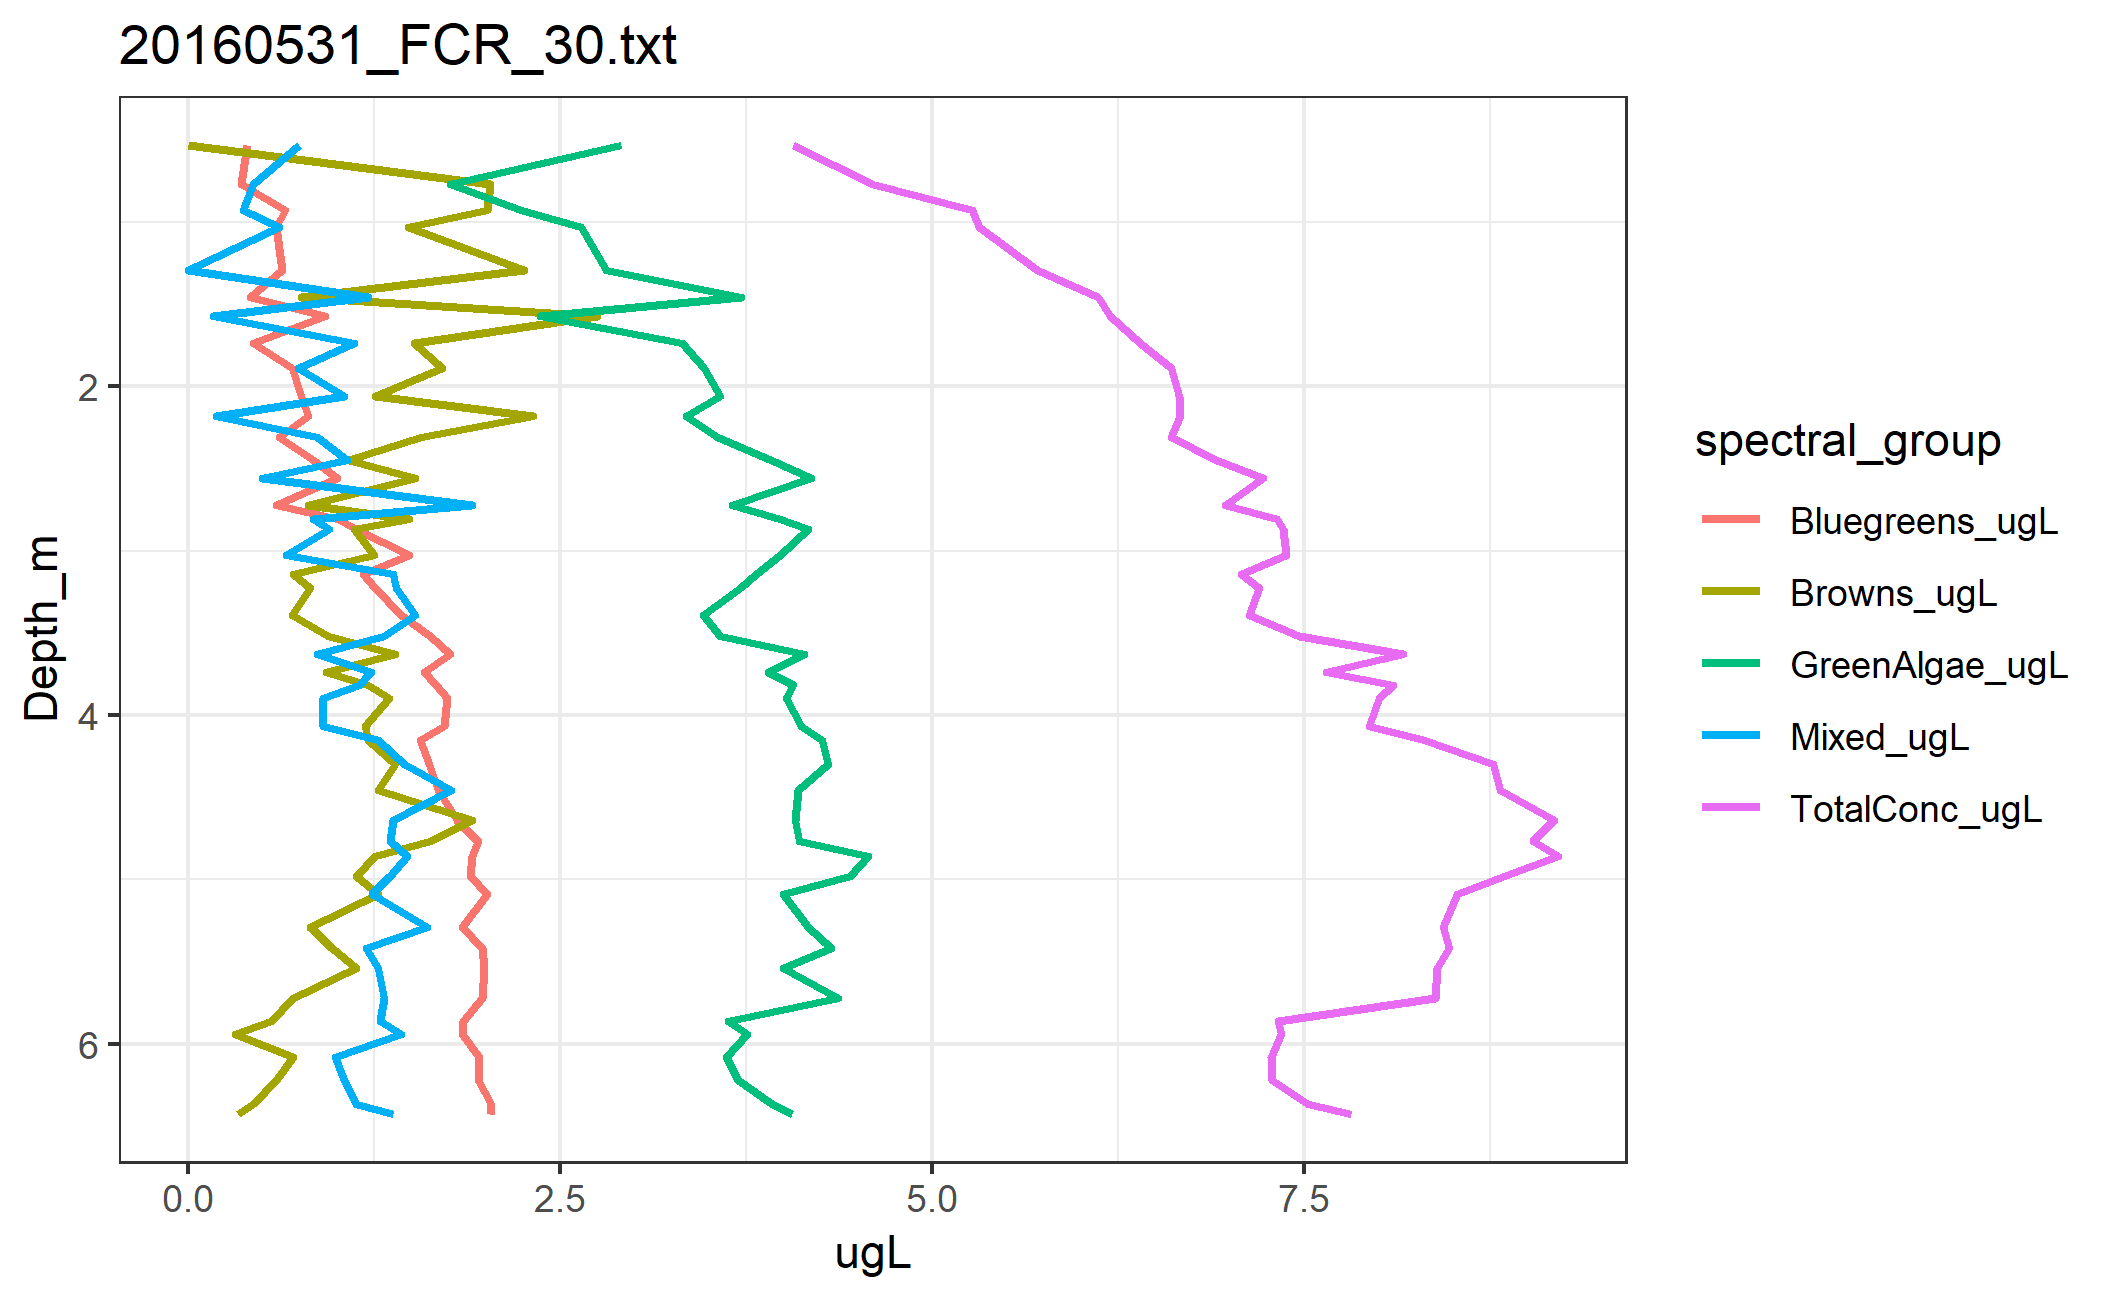 20160531_FCR_30.txt
Depth_m
2
4
6
0.0 2.5 5.0 7.5
ugL
spectral_group
Bluegreens_ugL
Browns_ugL
GreenAlgae_ugL
Mixed_ugL
TotalConc_ugL